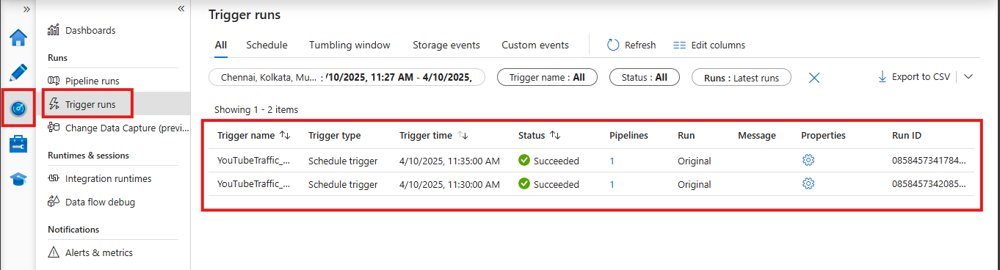 Trigger runs
Dashboards
Runs
Pipeline runs
Trigger runs
Change Data Capture (previ...
Runtimes & sessions
Integration runtimes
Data flow debug
Notifications
Alerts & metrics
All Schedule Tumbling window Storage events Custom events Refresh Edit columns
Chennai, Kolkata, Mu... : /10/2025, 11:27 AM - 4/10/2025, Trigger name : All Status : All Runs : Latest runs Export to CSV
Showing 1 - 2 items
Trigger name Trigger type Trigger time Status Pipelines Run Message Properties Run ID
YouTubeTraffic_... Schedule trigger 4/10/2025, 11:35:00 AM Succeeded 1 Original 0858457341784...
YouTubeTraffic_... Schedule trigger 4/10/2025, 11:30:00 AM Succeeded 1 Original 0858457342085...